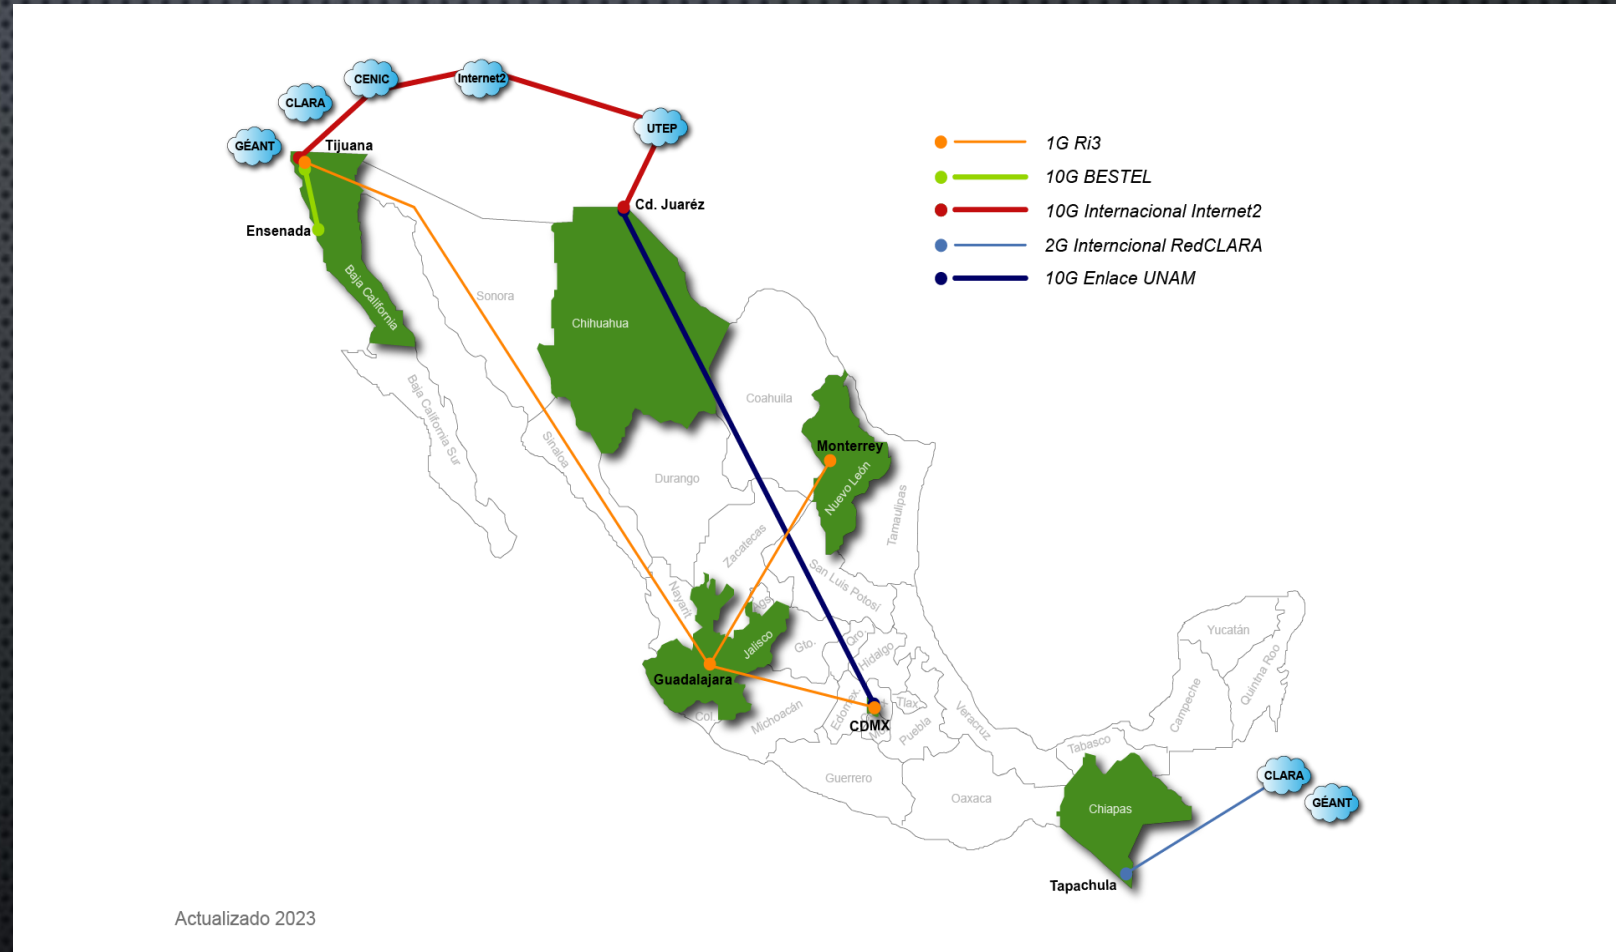 CENIC
Internet2
CLARA
UTEP
GÉANT
Tijuana
1G Ri3
10G BESTEL
10G Internacional Internet2
2G Interncional RedCLARA
10G Enlace UNAM
Cd. Juaréz
Ensenada
Baja California
Sonora
Chihuahua
Coahuila
Baja California Sur
Sinaloa
Monterrey
Durango
Nuevo León
Tamaulipas
Zacatecas
San Luis Potosí
Nayarit
Ags.
Jalisco
Gto.
Qro.
Hidalgo
Yucatán
Quintna Roo
Campeche
Guadalajara
Col.
Michoacán
Edomex.
CDMX
Tlax.
Puebla
Veracruz
Tabasco
Guerrero
Oaxaca
Chiapas
CLARA
GÉANT
Tapachula
Actualizado 2023